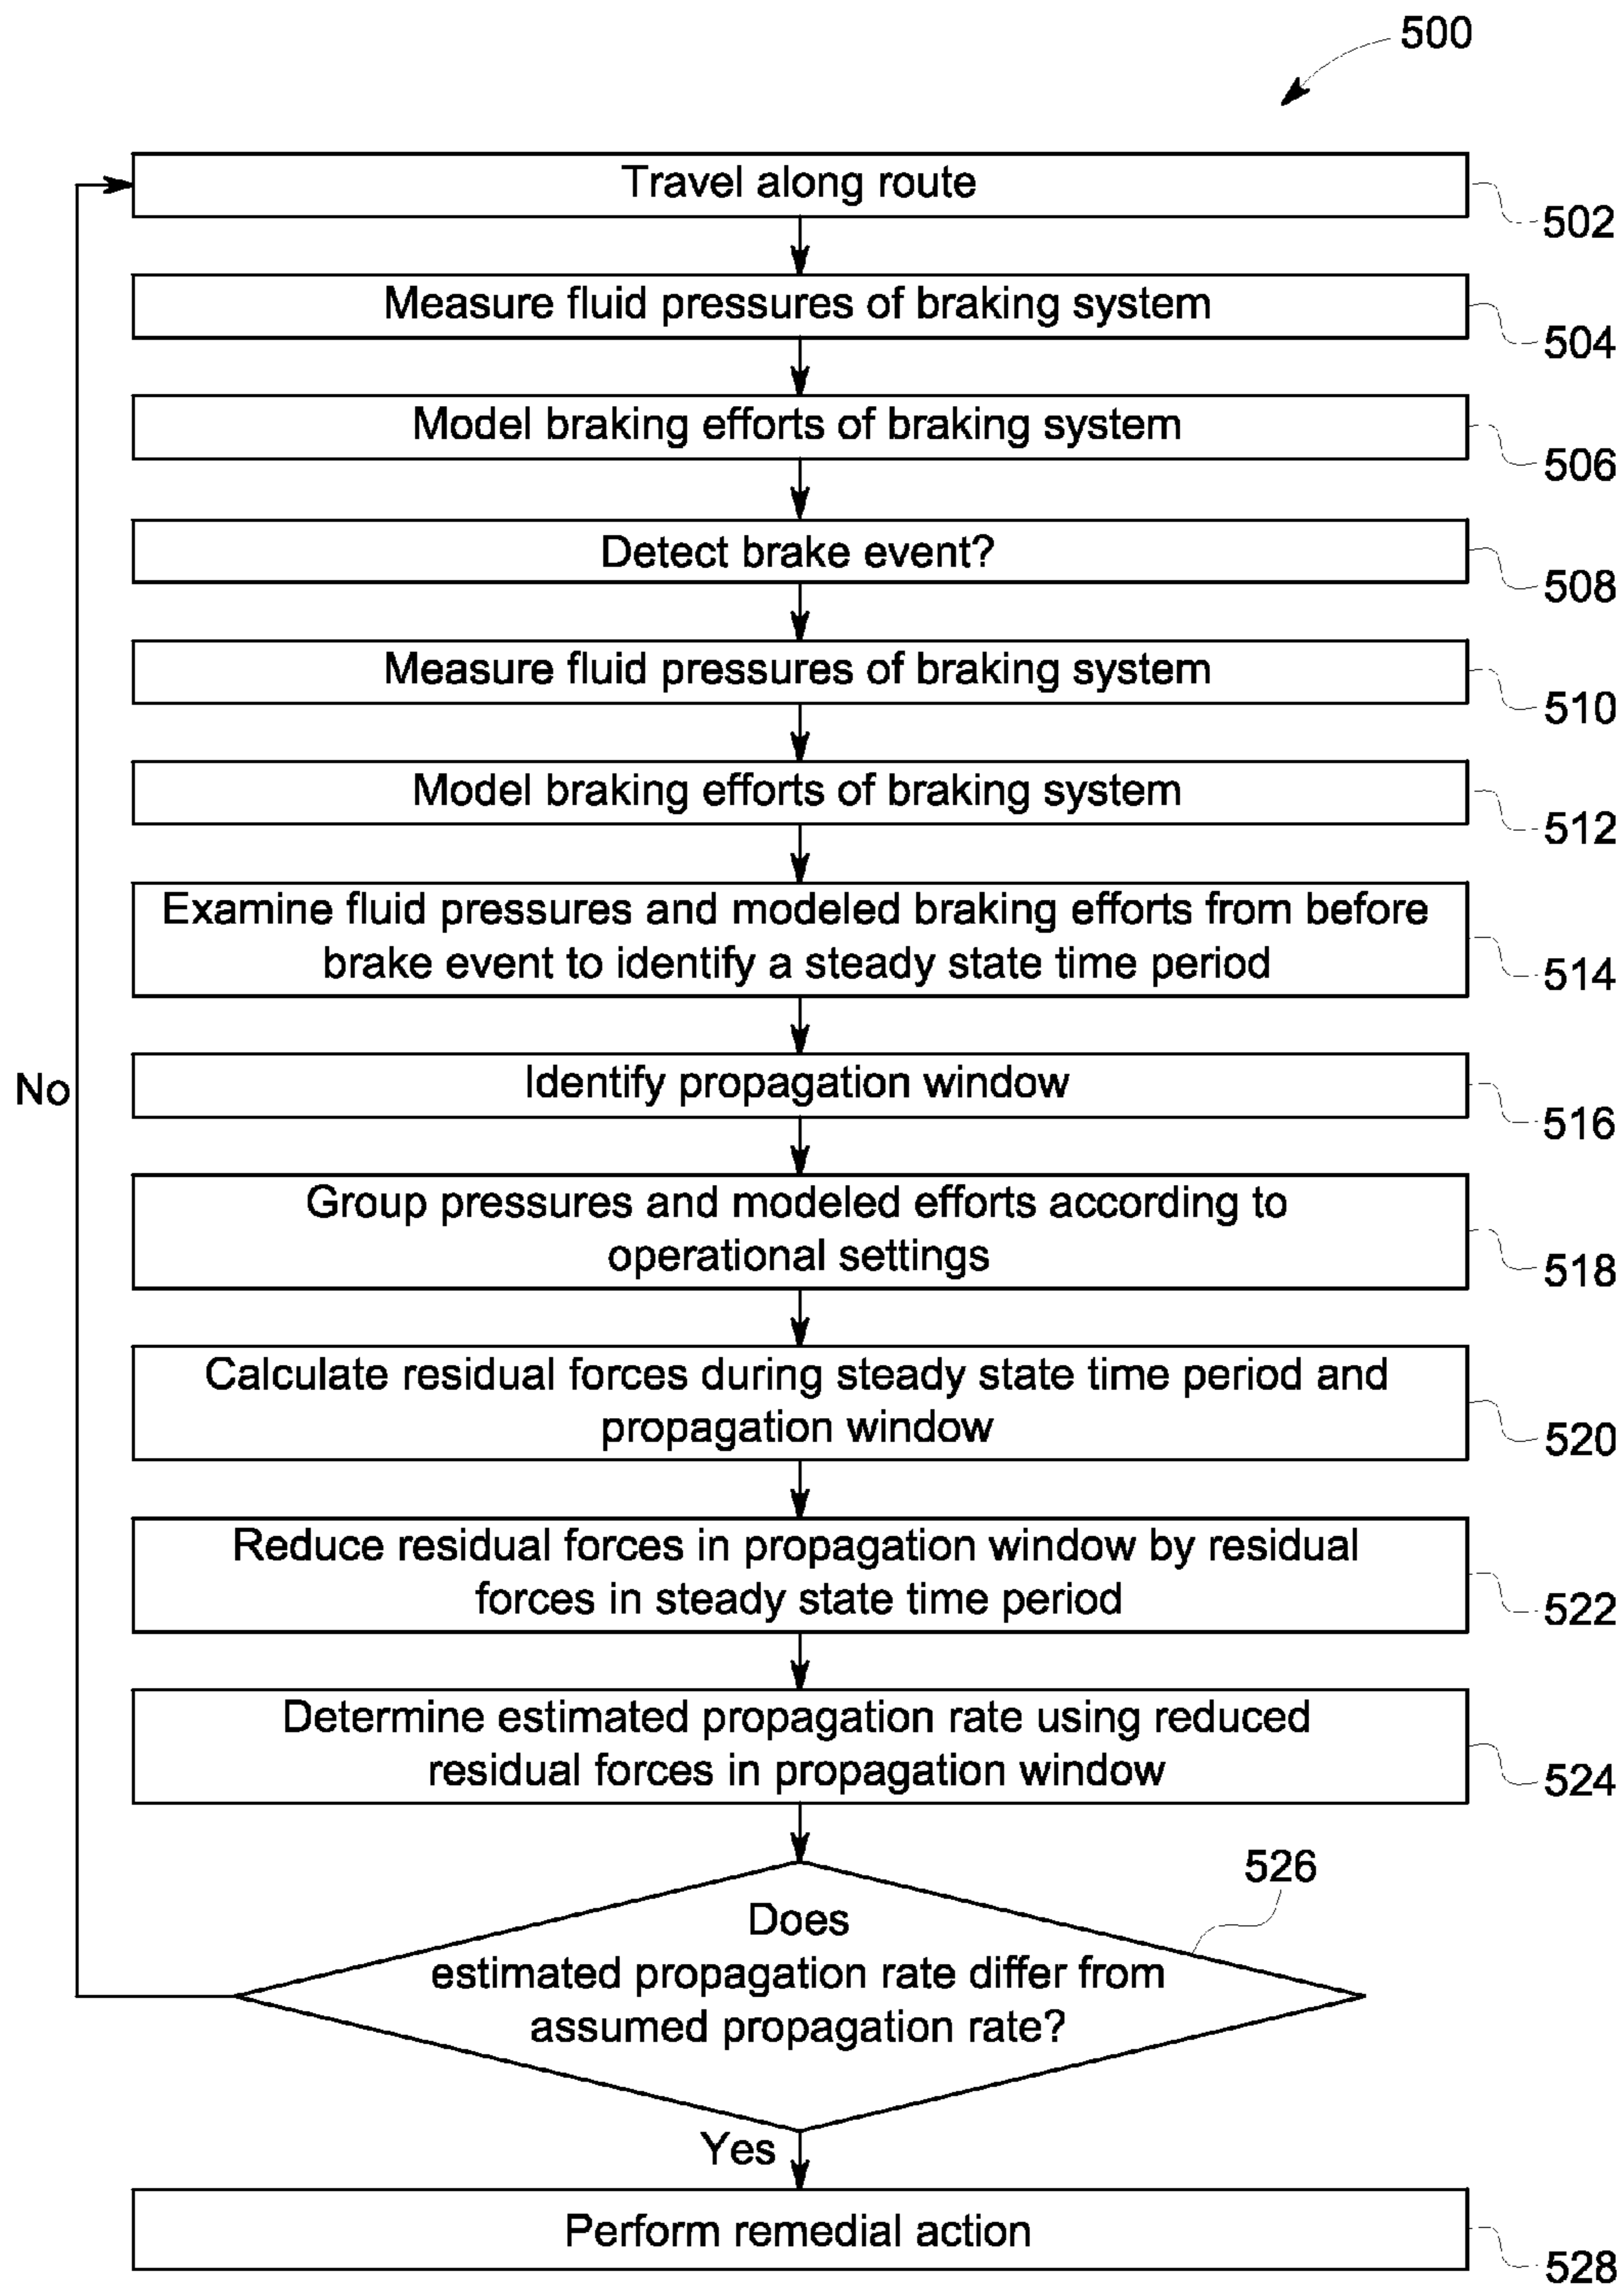 500
Travel along route
502
Measure fluid pressures of braking system
504
Model braking efforts of braking system
506
Detect brake event?
508
Measure fluid pressures of braking system
510
Model braking efforts of braking system
512
Examine fluid pressures and modeled braking efforts from before
brake event to identify a steady state time period
514
No
Identify propagation window
516
Group pressures and modeled efforts according to
operational settings
518
Calculate residual forces during steady state time period and
propagation window
520
Reduce residual forces in propagation window by residual
forces in steady state time period
522
Determine estimated propagation rate using reduced
residual forces in propagation window
524
526
Does
estimated propagation rate differ from
assumed propagation rate?
Yes
Perform remedial action
528